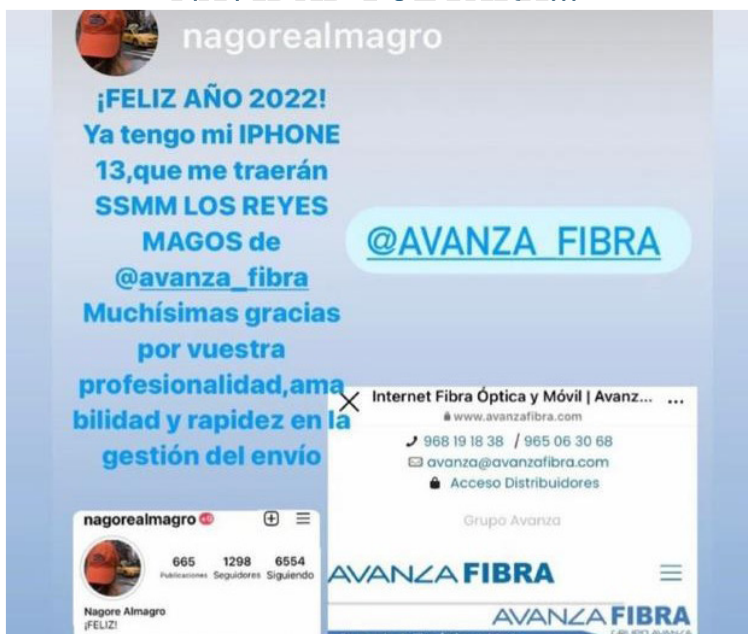 nagorealmagro
¡FELIZ AÑO 2022!
Ya tengo mi IPHONE
13,que me traerán
SSMM LOS REYES
MAGOS de
@avanza_fibra
Muchísimas gracias
por vuestra
profesionalidad,ama
bilidad y rapidez en la
gestión del envío
@AVANZA_FIBRA
Internet Fibra Óptica y Móvil | Avanz... ...
www.avanzafibra.com
968 19 18 38 / 965 06 30 68
avanza@avanzafibra.com
Acceso Distribuidores
Grupo Avanza
AVANZA FIBRA
AVANZA FIBRA
GRUPO AVANZA
nagorealmagro
665 1298 6554
Publicaciones Seguidores Siguiendo
Nagore Almagro
¡FELIZ!